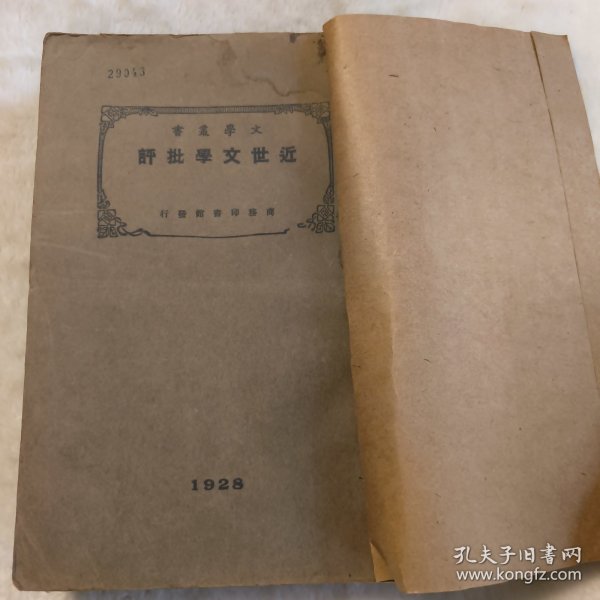 29943
文學叢書
近世文學批評
商務印書館發行
1928
孔夫子旧书网
www.kongfz.com